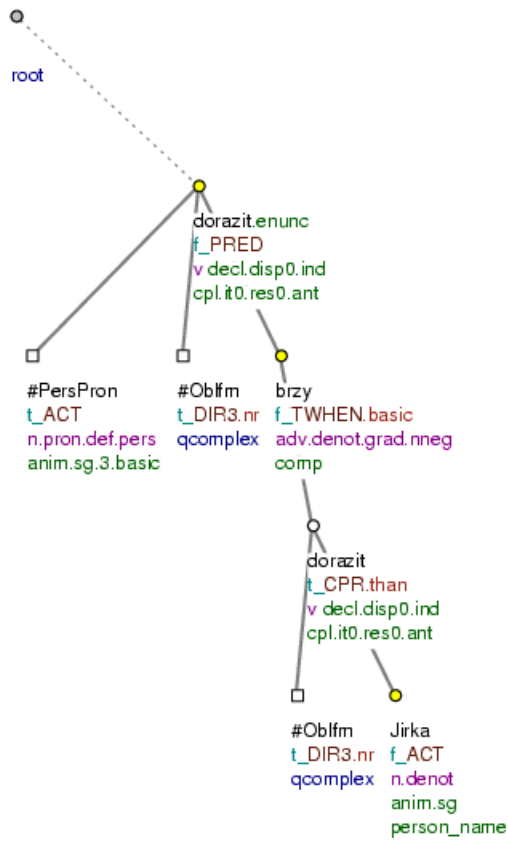 root
dorazit.enunc
f_PRED
v decl.disp0.ind
cpl.it0.res0.ant
#PersPron
t_ACT
n.pron.def.pers
anim.sg.3.basic
#Oblfm
t_DIR3.nr
qcomplex
brzy
f_TWHEN.basic
adv.denot.grad.nneg
comp
dorazit
t_CPR.than
v decl.disp0.ind
cpl.it0.res0.ant
#Oblfm
t_DIR3.nr
qcomplex
Jirka
f_ACT
n.denot
anim.sg
person_name